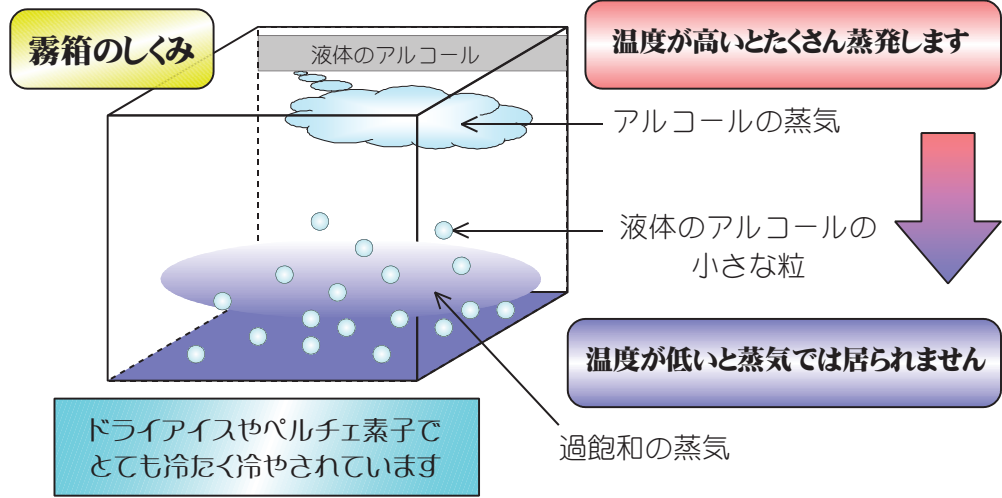 霧箱のしくみ
液体のアルコール
温度が高いとたくさん蒸発します
アルコールの蒸気
液体のアルコールの
小さな粒
温度が低いと蒸気では居られません
過飽和の蒸気
ドライアイスやペルチェ素子で
とても冷たく冷やされています